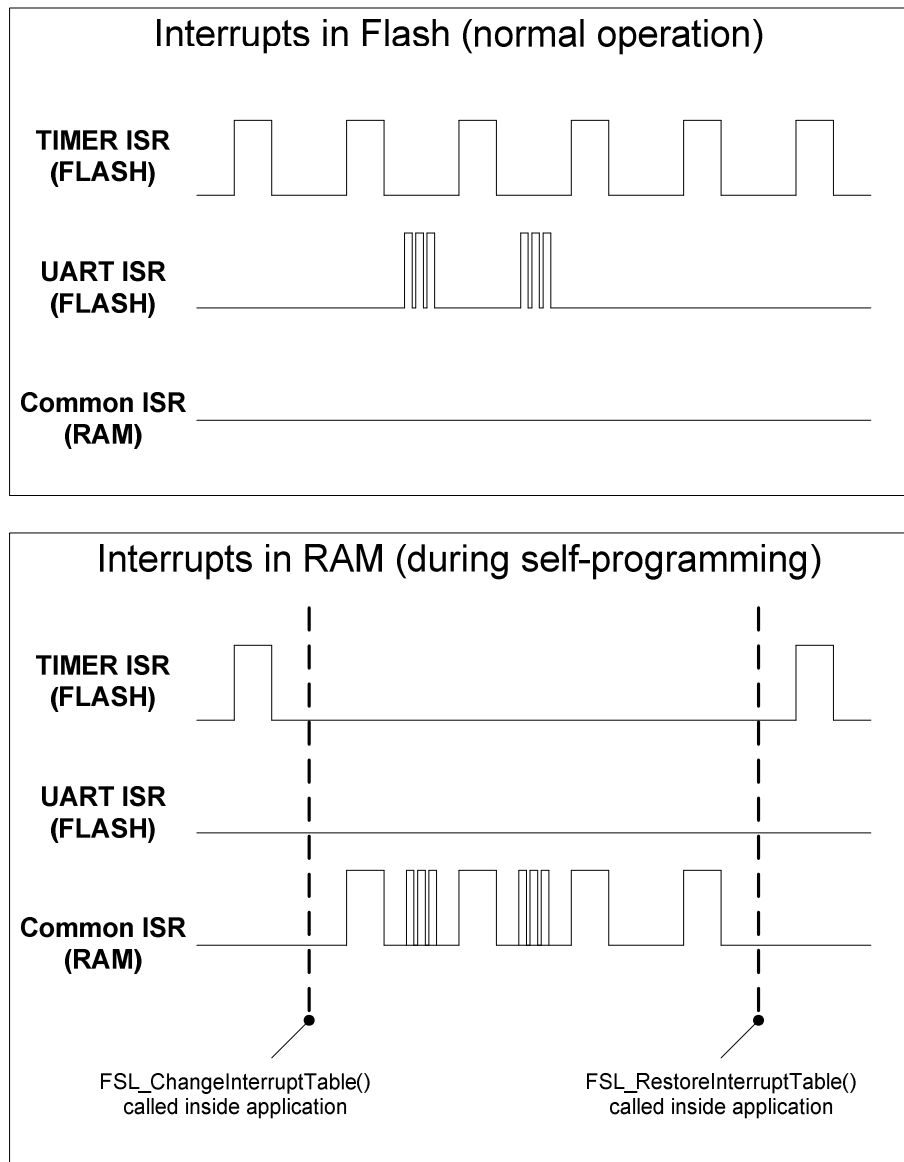 Interrupts in Flash (normal operation)
TIMER ISR
(FLASH)
UART ISR
(FLASH)
Common ISR
(RAM)
Interrupts in RAM (during self-programming)
TIMER ISR
(FLASH)
UART ISR
(FLASH)
Common ISR
(RAM)
FSL_ChangeInterruptTable()
called inside application
FSL_RestoreInterruptTable()
called inside application